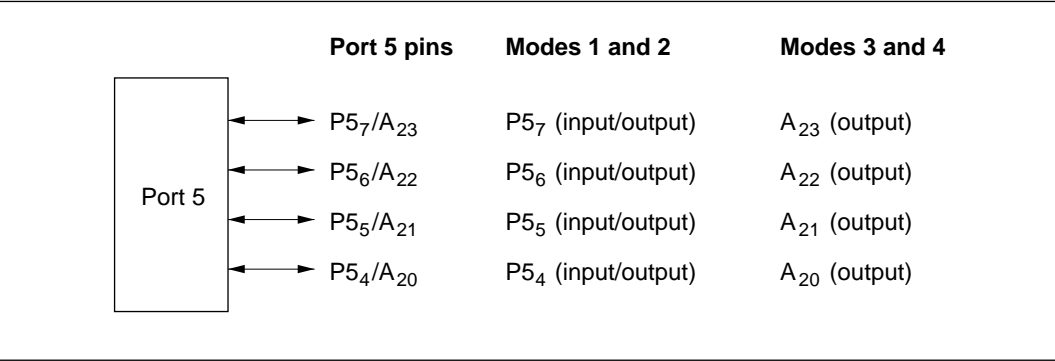 Port 5 pins Modes 1 and 2 Modes 3 and 4
P5₇/A₂₃ P5₇ (input/output) A₂₃ (output)
P5₆/A₂₂ P5₆ (input/output) A₂₂ (output)
Port 5
P5₅/A₂₁ P5₅ (input/output) A₂₁ (output)
P5₄/A₂₀ P5₄ (input/output) A₂₀ (output)